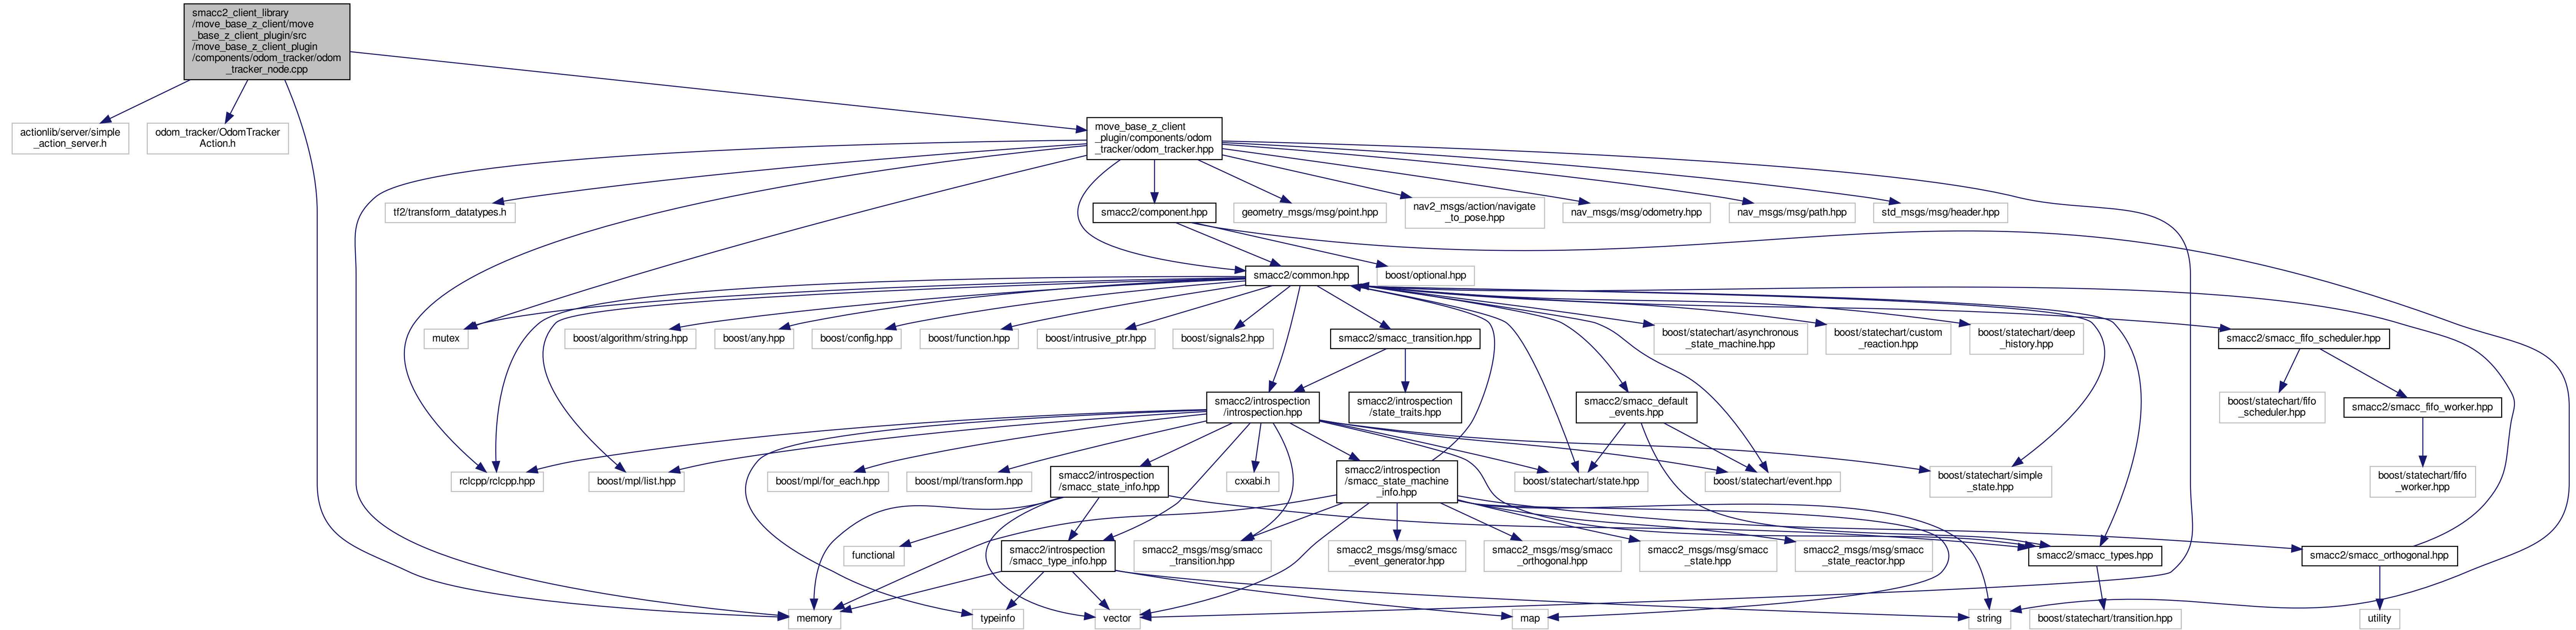 smacc2_client_library
/move_base_z_client/move
_base_z_client_plugin/src
/move_base_z_client_plugin
/components/odom_tracker/odom
_tracker_node.cpp
actionlib/server/simple
_action_server.h
odom_tracker/OdomTracker
Action.h
move_base_z_client
_plugin/components/odom
_tracker/odom_tracker.hpp
tf2/transform_datatypes.h
smacc2/component.hpp
geometry_msgs/msg/point.hpp
nav2_msgs/action/navigate
_to_pose.hpp
nav_msgs/msg/odometry.hpp
nav_msgs/msg/path.hpp
std_msgs/msg/header.hpp
smacc2/common.hpp
boost/optional.hpp
mutex
boost/algorithm/string.hpp
boost/any.hpp
boost/config.hpp
boost/function.hpp
boost/intrusive_ptr.hpp
boost/signals2.hpp
smacc2/smacc_transition.hpp
boost/statechart/asynchronous
_state_machine.hpp
boost/statechart/custom
_reaction.hpp
boost/statechart/deep
_history.hpp
smacc2/smacc_fifo_scheduler.hpp
smacc2/introspection
/introspection.hpp
smacc2/introspection
/state_traits.hpp
smacc2/smacc_default
_events.hpp
boost/statechart/fifo
_scheduler.hpp
smacc2/smacc_fifo_worker.hpp
rclcpp/rclcpp.hpp
boost/mpl/list.hpp
boost/mpl/for_each.hpp
boost/mpl/transform.hpp
smacc2/introspection
/smacc_state_info.hpp
cxxabi.h
smacc2/introspection
/smacc_state_machine
_info.hpp
boost/statechart/state.hpp
boost/statechart/event.hpp
boost/statechart/simple
_state.hpp
boost/statechart/fifo
_worker.hpp
functional
smacc2/introspection
/smacc_type_info.hpp
smacc2_msgs/msg/smacc
_transition.hpp
smacc2_msgs/msg/smacc
_event_generator.hpp
smacc2_msgs/msg/smacc
_orthogonal.hpp
smacc2_msgs/msg/smacc
_state.hpp
smacc2_msgs/msg/smacc
_state_reactor.hpp
smacc2/smacc_types.hpp
smacc2/smacc_orthogonal.hpp
memory
typeinfo
vector
map
string
boost/statechart/transition.hpp
utility